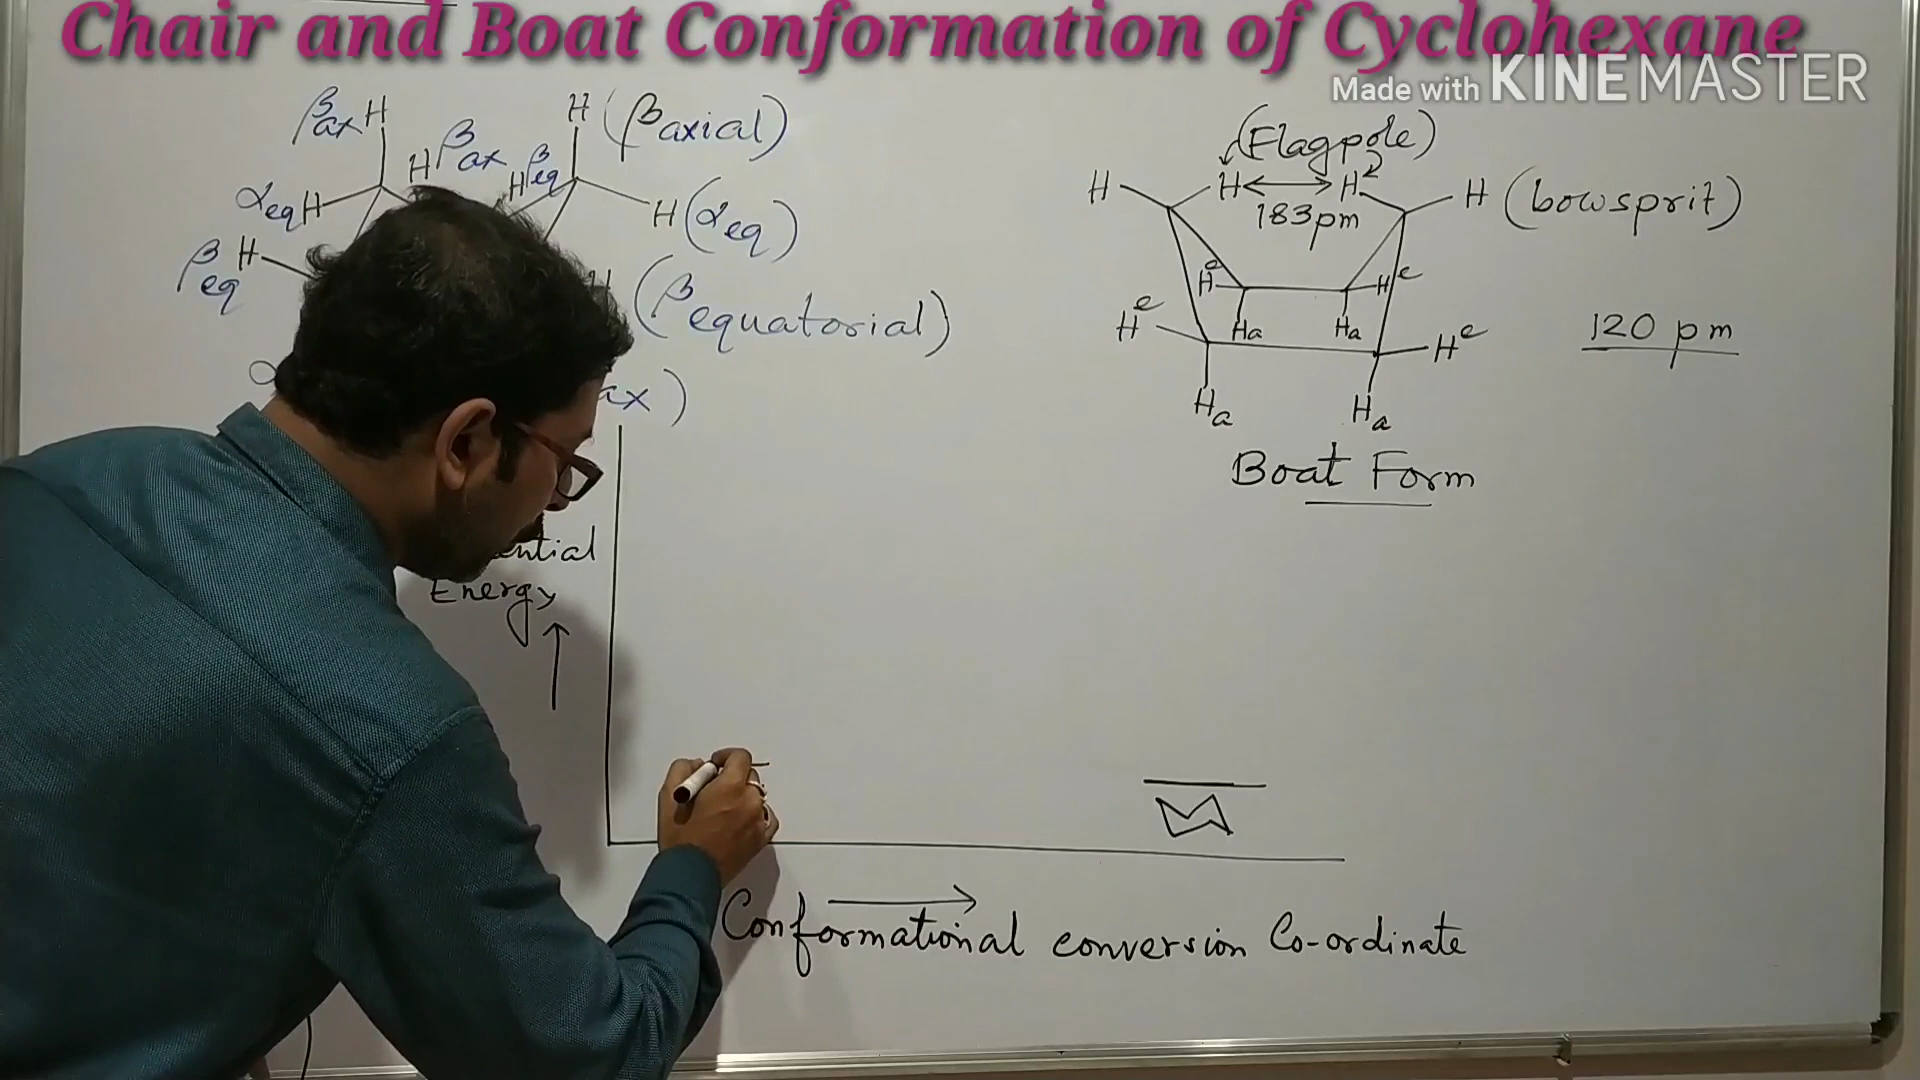 Chair and Boat Conformation of Cyclohexane
Made with KINEMASTER
βax H
H (βaxial)
H βax
H βeq
αeq H
H (αeq)
βeq H
H (βequatorial)
α
ax)
(Flagpole)
H H ↔ H H (bowsprit)
183pm
He He
He Ha Ha He
Ha Ha
120 pm
Boat Form
ential
Energy
Conformational conversion Co-ordinate